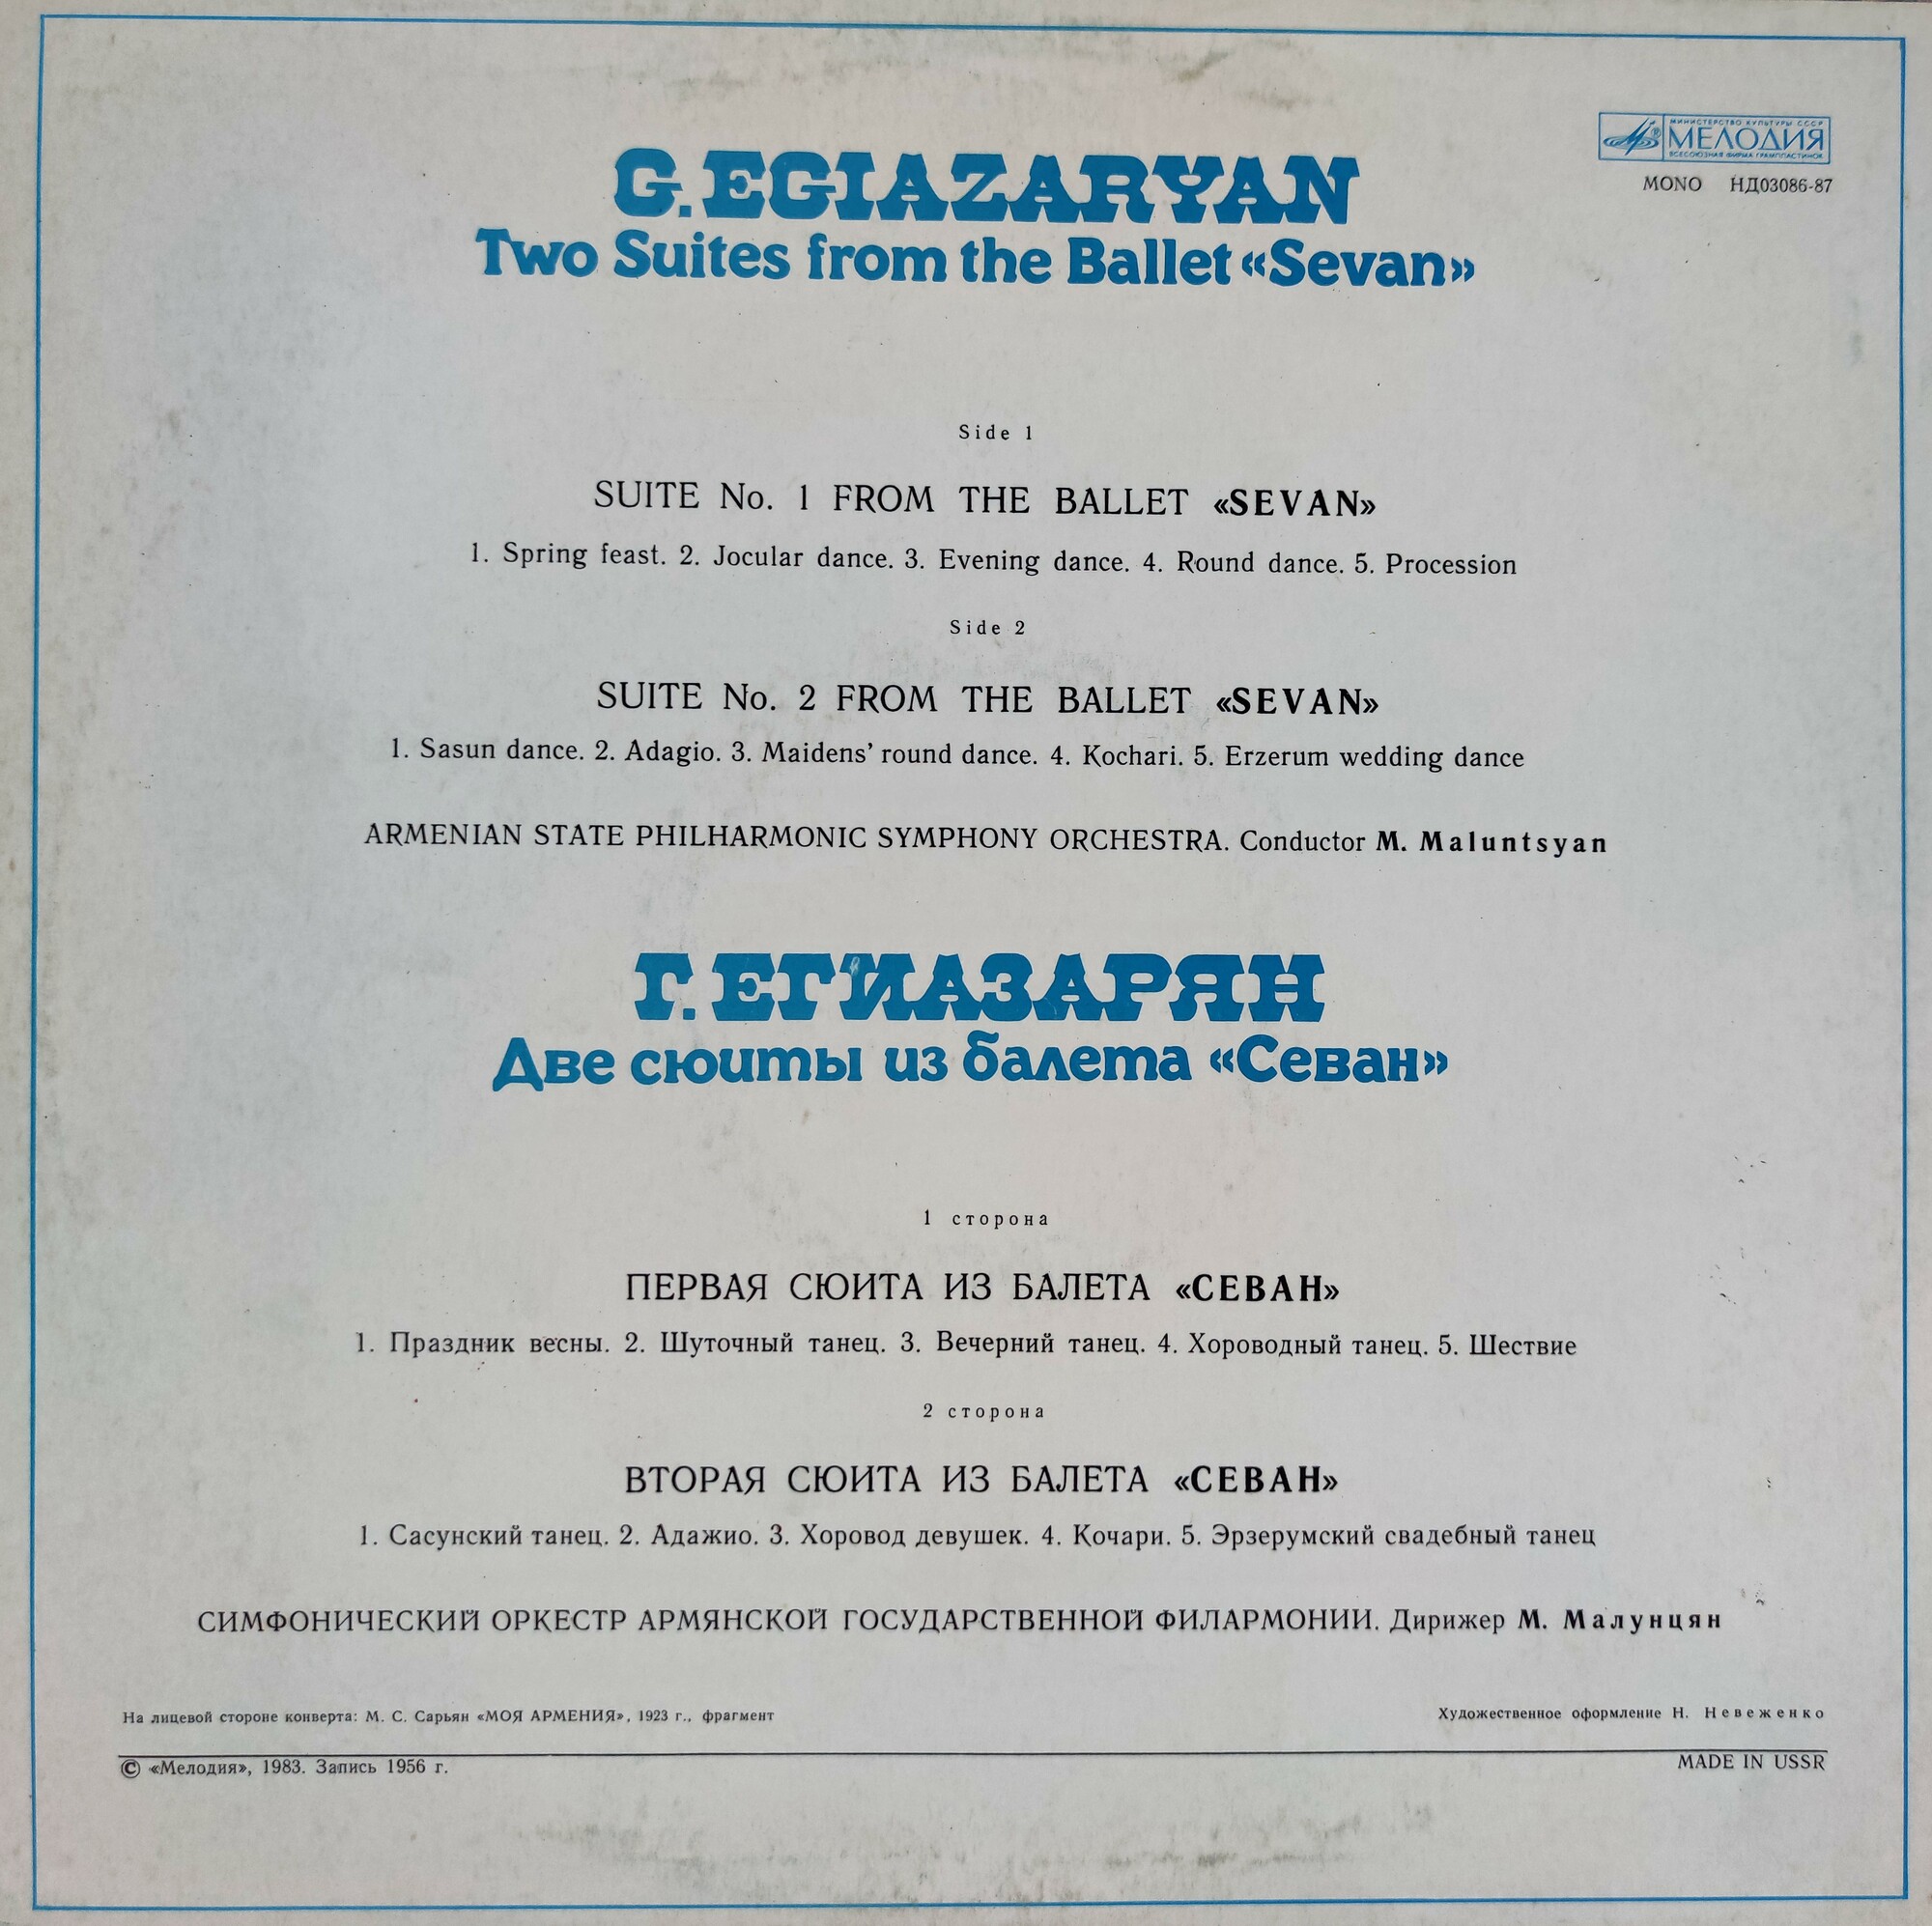 МИНИСТЕРСТВО КУЛЬТУРЫ СССР
МЕЛОДИЯ
ВСЕСОЮЗНАЯ ФИРМА ГРАМПЛАСТИНОК
MONO НД03086-87
G. EGIAZARYAN
Two Suites from the Ballet «Sevan»
Side 1
SUITE No. 1 FROM THE BALLET «SEVAN»
1. Spring feast. 2. Jocular dance. 3. Evening dance. 4. Round dance. 5. Procession
Side 2
SUITE No. 2 FROM THE BALLET «SEVAN»
1. Sasun dance. 2. Adagio. 3. Maidens' round dance. 4. Kochari. 5. Erzerum wedding dance
ARMENIAN STATE PHILHARMONIC SYMPHONY ORCHESTRA. Conductor M. Maluntsyan
Г. ЕГИАЗАРЯН
Две сюиты из балета «Севан»
1 сторона
ПЕРВАЯ СЮИТА ИЗ БАЛЕТА «СЕВАН»
1. Праздник весны. 2. Шуточный танец. 3. Вечерний танец. 4. Хороводный танец. 5. Шествие
2 сторона
ВТОРАЯ СЮИТА ИЗ БАЛЕТА «СЕВАН»
1. Сасунский танец. 2. Адажио. 3. Хоровод девушек. 4. Кочари. 5. Эрзерумский свадебный танец
СИМФОНИЧЕСКИЙ ОРКЕСТР АРМЯНСКОЙ ГОСУДАРСТВЕННОЙ ФИЛАРМОНИИ. Дирижер М. Малунцян
На лицевой стороне конверта: М. С. Сарьян «МОЯ АРМЕНИЯ», 1923 г., фрагмент
Художественное оформление Н. Невеженко
© «Мелодия», 1983. Запись 1956 г.
MADE IN USSR